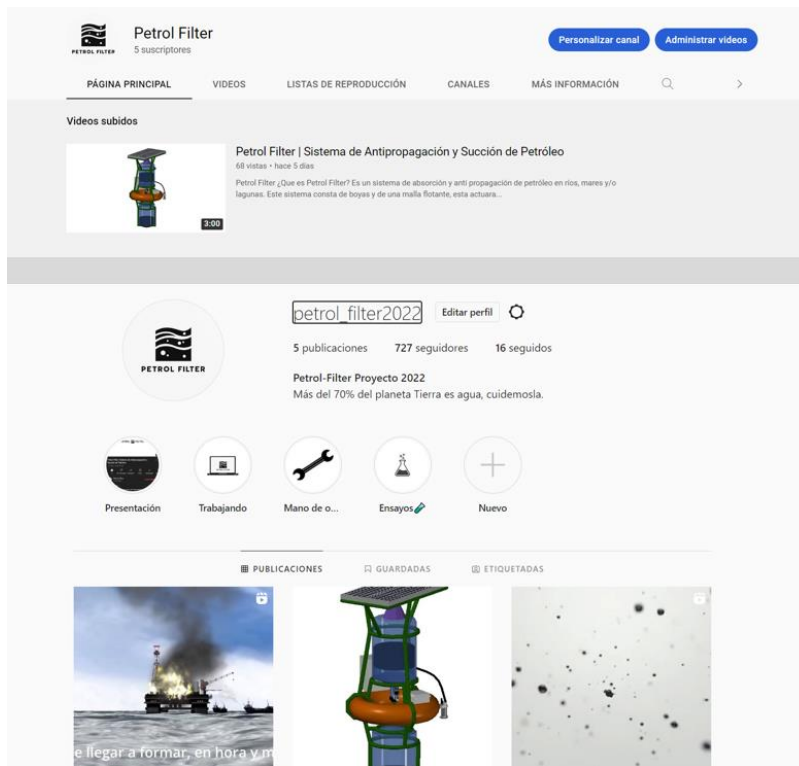 Petrol Filter
PETROL FILTER
5 suscriptores
Personalizar canal
Administrar videos
PÁGINA PRINCIPAL
VIDEOS
LISTAS DE REPRODUCCIÓN
CANALES
MÁS INFORMACIÓN
Videos subidos
Petrol Filter | Sistema de Antipropagación y Succión de Petróleo
68 vistas • hace 5 días
Petrol Filter ¿Que es Petrol Filter? Es un sistema de absorción y anti propagación de petróleo en ríos, mares y/o
lagunas. Este sistema consta de boyas y de una malla flotante, esta actuara...
3:00
petrol_filter2022
Editar perfil
5 publicaciones 727 seguidores 16 seguidos
PETROL FILTER
Petrol-Filter Proyecto 2022
Más del 70% del planeta Tierra es agua, cuidemosla.
Presentación
Trabajando
Mano de o...
Ensayos🧪
Nuevo
PUBLICACIONES
GUARDADAS
ETIQUETADAS
e llegar a formar, en hora y m